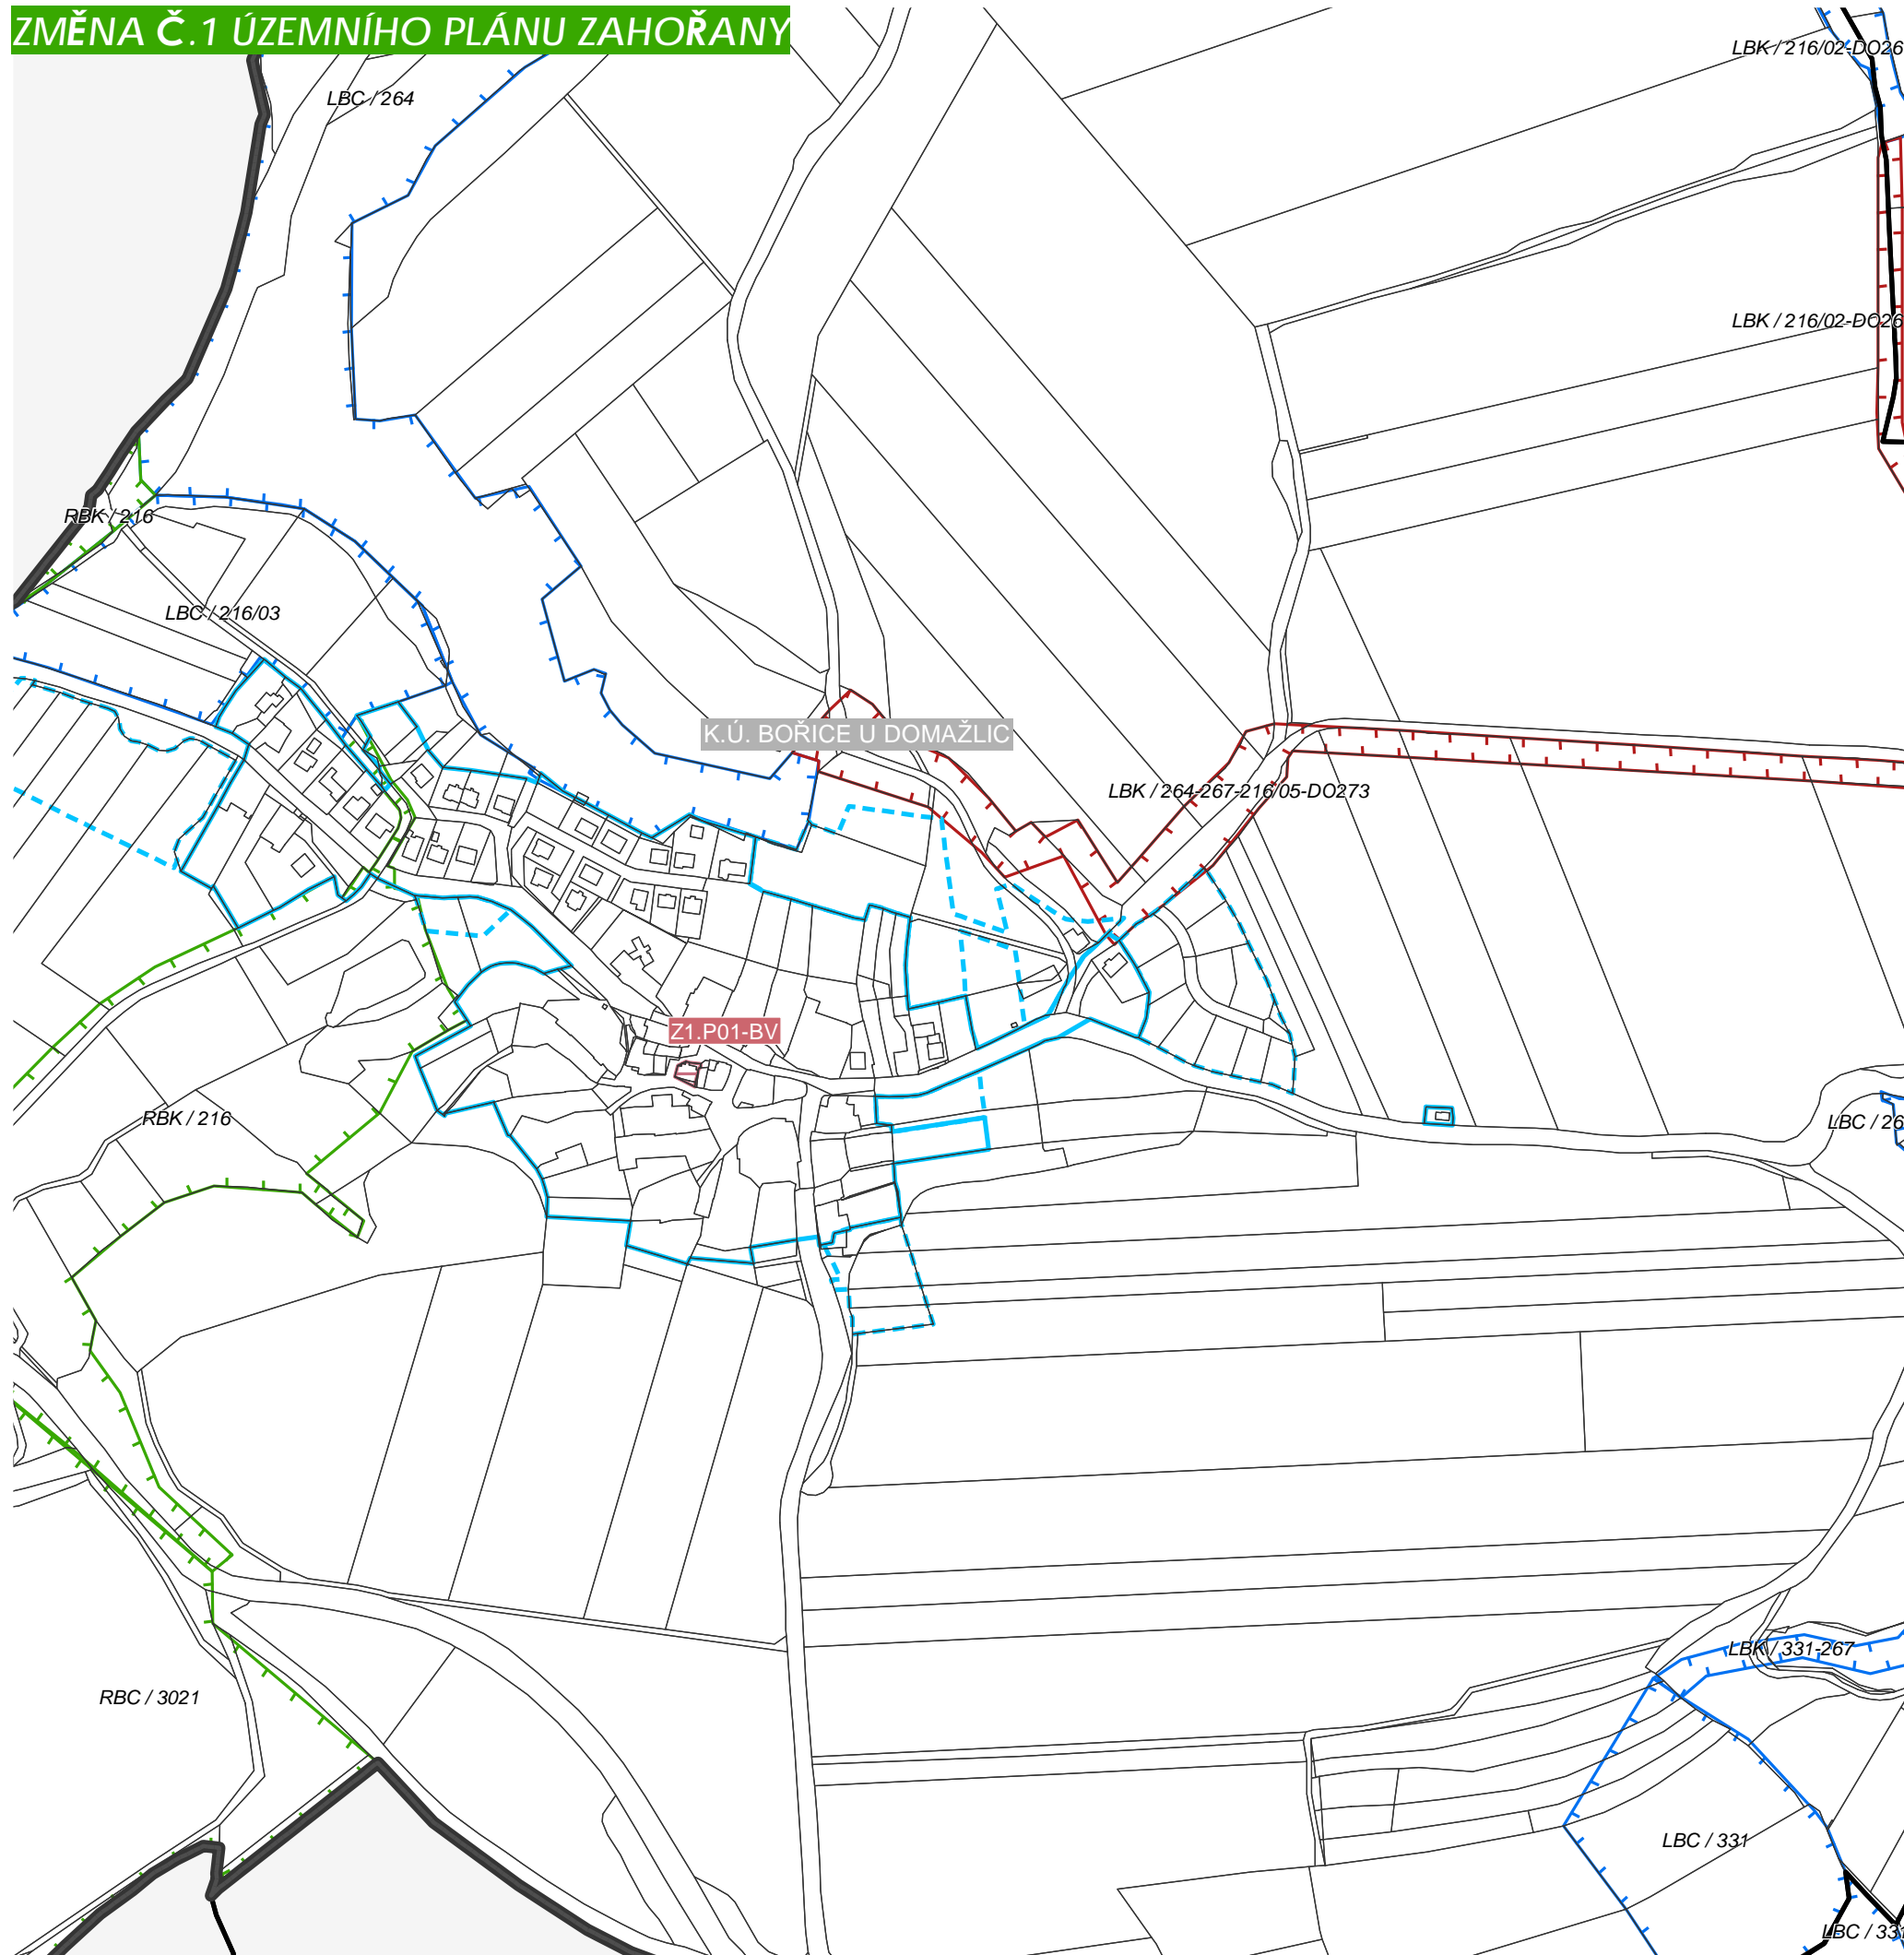 ZMĚNA Č.1 ÚZEMNÍHO PLÁNU ZAHOŘANY
LBK / 216/02-DO26
LBC / 264
LBK / 216/02-DO26
RBK / 216
LBC / 216/03
K.Ú. BOŘICE U DOMAŽLIC
LBK / 264-267-216/05-DO273
Z1.P01-BV
RBK / 216
LBC / 26
LBK / 331-267
RBC / 3021
LBC / 331
LBC / 331